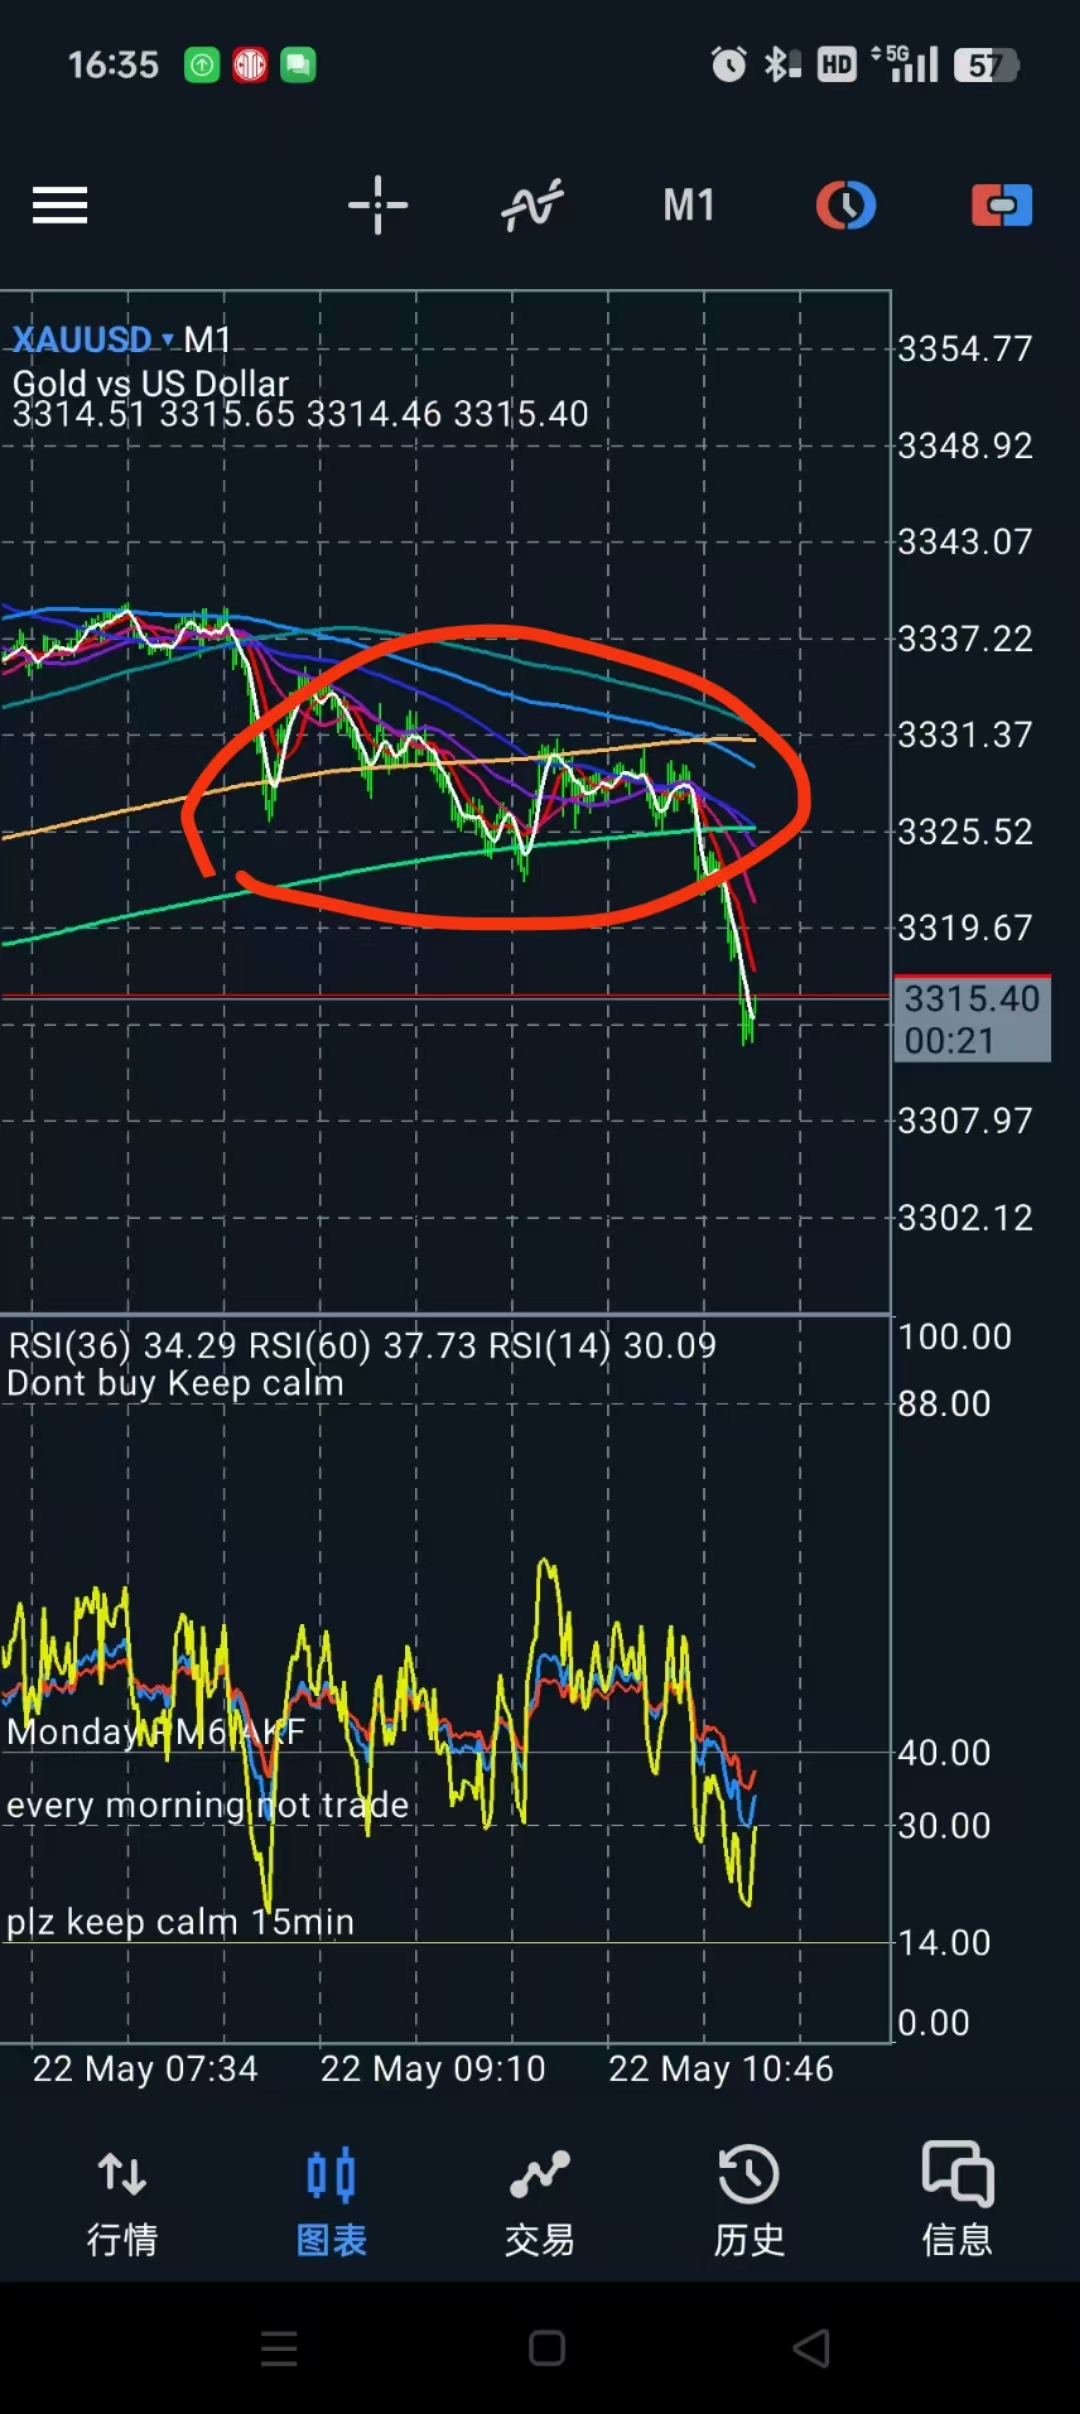 16:35 HD 5G 57
M1
XAUUSD M1
Gold vs US Dollar
3314.51 3315.65 3314.46 3315.40
3354.77
3348.92
3343.07
3337.22
3331.37
3325.52
3319.67
3315.40
00:21
3307.97
3302.12
RSI(36) 34.29 RSI(60) 37.73 RSI(14) 30.09
Dont buy Keep calm
100.00
88.00
Monday M6 AKF
40.00
every morning not trade
30.00
plz keep calm 15min
14.00
0.00
22 May 07:34 22 May 09:10 22 May 10:46
行情 图表 交易 历史 信息